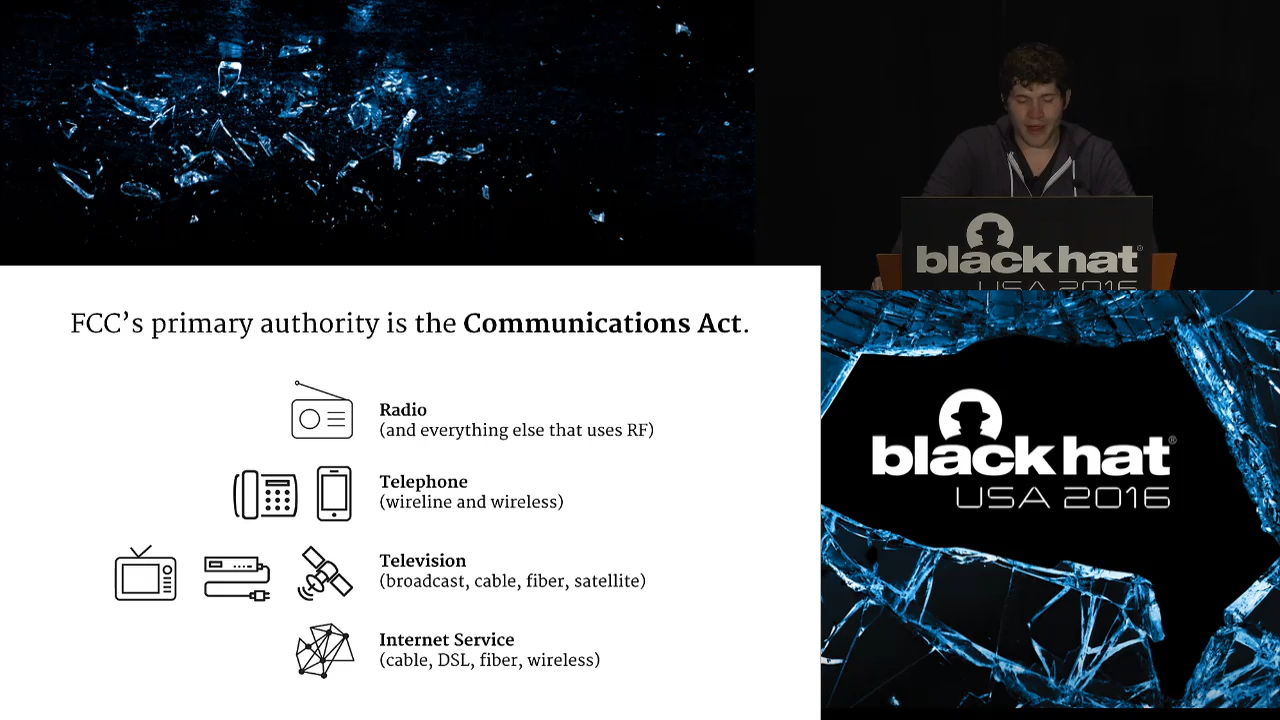 black hat®
USA 2016
FCC’s primary authority is the Communications Act.
Radio
(and everything else that uses RF)
Telephone
(wireline and wireless)
Television
(broadcast, cable, fiber, satellite)
Internet Service
(cable, DSL, fiber, wireless)
black hat®
USA 2016